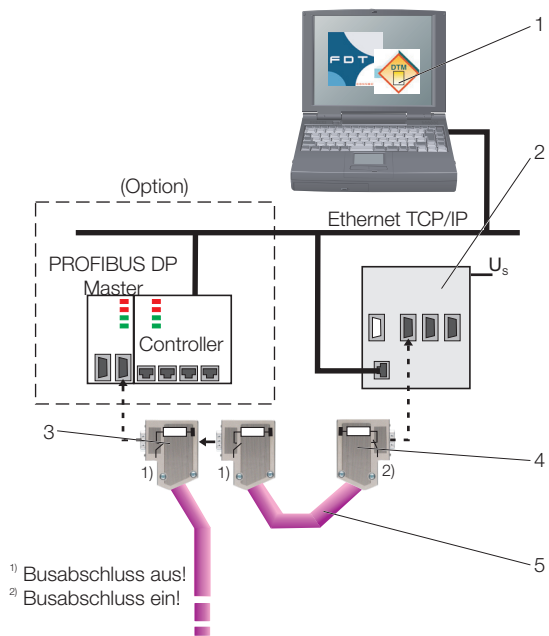 FDT
DTM
1
2
(Option)
Ethernet TCP/IP
Us
PROFIBUS DP
Master
Controller
3
1)
1)
2)
4
5
1) Busabschluss aus!
2) Busabschluss ein!